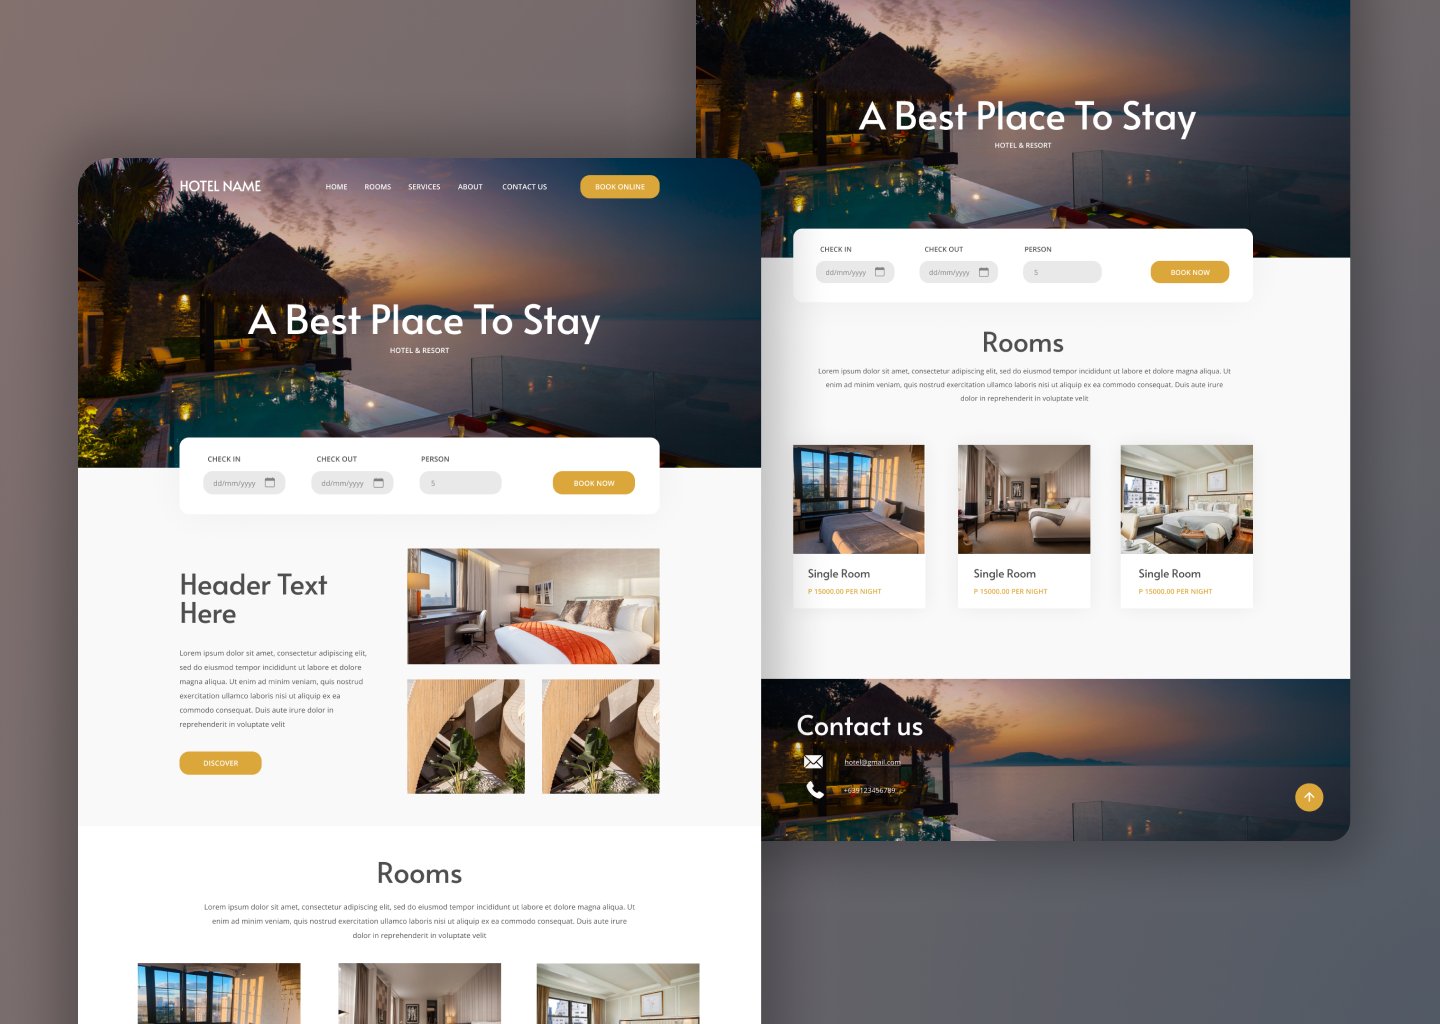 HOTEL NAME
HOME
ROOMS
SERVICES
ABOUT
CONTACT US
BOOK ONLINE
A Best Place To Stay
HOTEL & RESORT
CHECK IN
CHECK OUT
PERSON
dd/mm/yyyy
dd/mm/yyyy
5
BOOK NOW
Header Text
Here
Lorem ipsum dolor sit amet, consectetur adipiscing elit,
sed do eiusmod tempor incididunt ut labore et dolore
magna aliqua. Ut enim ad minim veniam, quis nostrud
exercitation ullamco laboris nisi ut aliquip ex ea
commodo consequat. Duis aute irure dolor in
reprehenderit in voluptate velit
DISCOVER
Rooms
Lorem ipsum dolor sit amet, consectetur adipiscing elit, sed do eiusmod tempor incididunt ut labore et dolore magna aliqua. Ut
enim ad minim veniam, quis nostrud exercitation ullamco laboris nisi ut aliquip ex ea commodo consequat. Duis aute irure
dolor in reprehenderit in voluptate velit
A Best Place To Stay
HOTEL & RESORT
CHECK IN
CHECK OUT
PERSON
dd/mm/yyyy
dd/mm/yyyy
5
BOOK NOW
Rooms
Lorem ipsum dolor sit amet, consectetur adipiscing elit, sed do eiusmod tempor incididunt ut labore et dolore magna aliqua. Ut
enim ad minim veniam, quis nostrud exercitation ullamco laboris nisi ut aliquip ex ea commodo consequat. Duis aute irure
dolor in reprehenderit in voluptate velit
Single Room
P 15000.00 PER NIGHT
Single Room
P 15000.00 PER NIGHT
Single Room
P 15000.00 PER NIGHT
Contact us
hotel@gmail.com
+639123456789